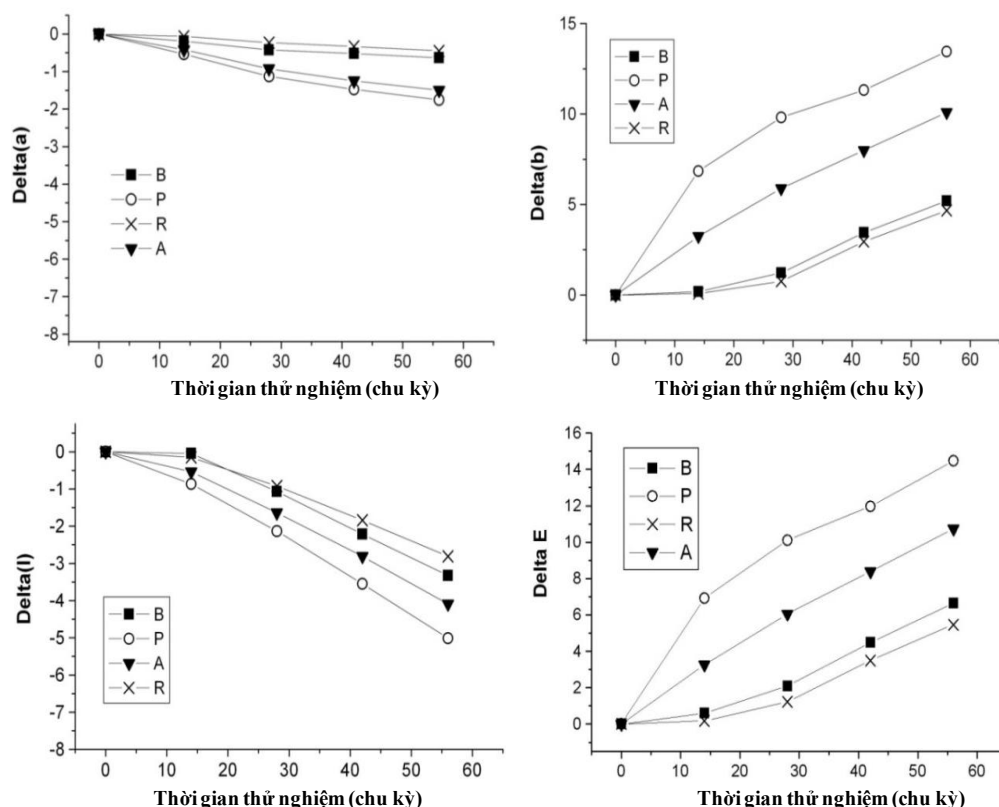 Delta(a)
-0
-1
-2
-3
-4
-5
-6
-7
-8
B
P
R
A
0 10 20 30 40 50 60
Thời gian thử nghiệm (chu kỳ)
Delta(b)
15
10
5
0
B
P
A
R
0 10 20 30 40 50 60
Thời gian thử nghiệm (chu kỳ)
Delta(l)
0
-1
-2
-3
-4
-5
-6
-7
-8
B
P
A
R
0 10 20 30 40 50 60
Thời gian thử nghiệm (chu kỳ)
Delta E
16
14
12
10
8
6
4
2
0
B
P
R
A
0 10 20 30 40 50 60
Thời gian thử nghiệm (chu kỳ)